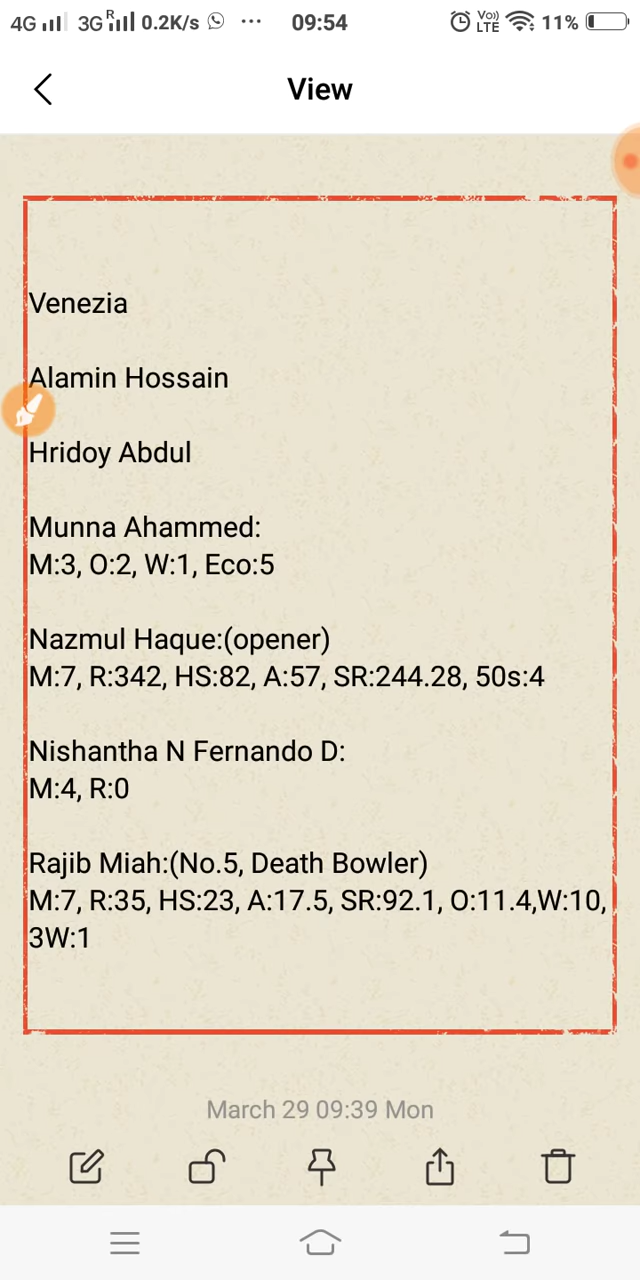 4G 3G R 0.2K/s ... 09:54 Vo)) LTE 11%
View
Venezia
Alamin Hossain
Hridoy Abdul
Munna Ahammed:
M:3, O:2, W:1, Eco:5
Nazmul Haque:(opener)
M:7, R:342, HS:82, A:57, SR:244.28, 50s:4
Nishantha N Fernando D:
M:4, R:0
Rajib Miah:(No.5, Death Bowler)
M:7, R:35, HS:23, A:17.5, SR:92.1, O:11.4,W:10,
3W:1
March 29 09:39 Mon